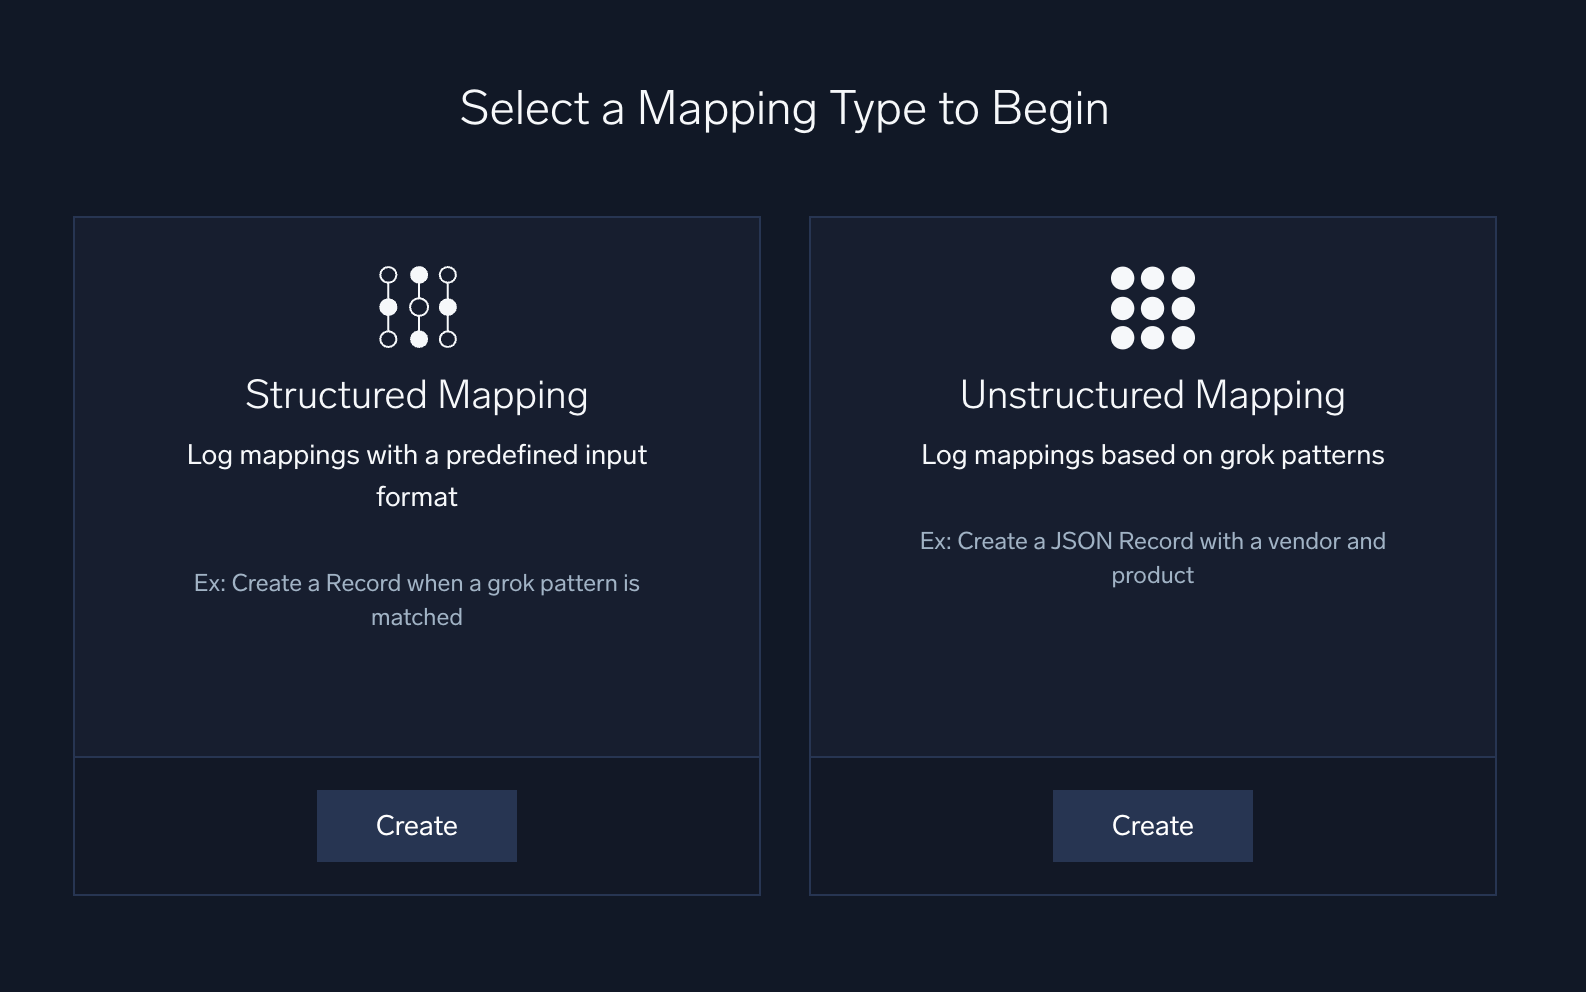 Select a Mapping Type to Begin
Structured Mapping
Log mappings with a predefined input
format
Ex: Create a Record when a grok pattern is
matched
Create
Unstructured Mapping
Log mappings based on grok patterns
Ex: Create a JSON Record with a vendor and
product
Create